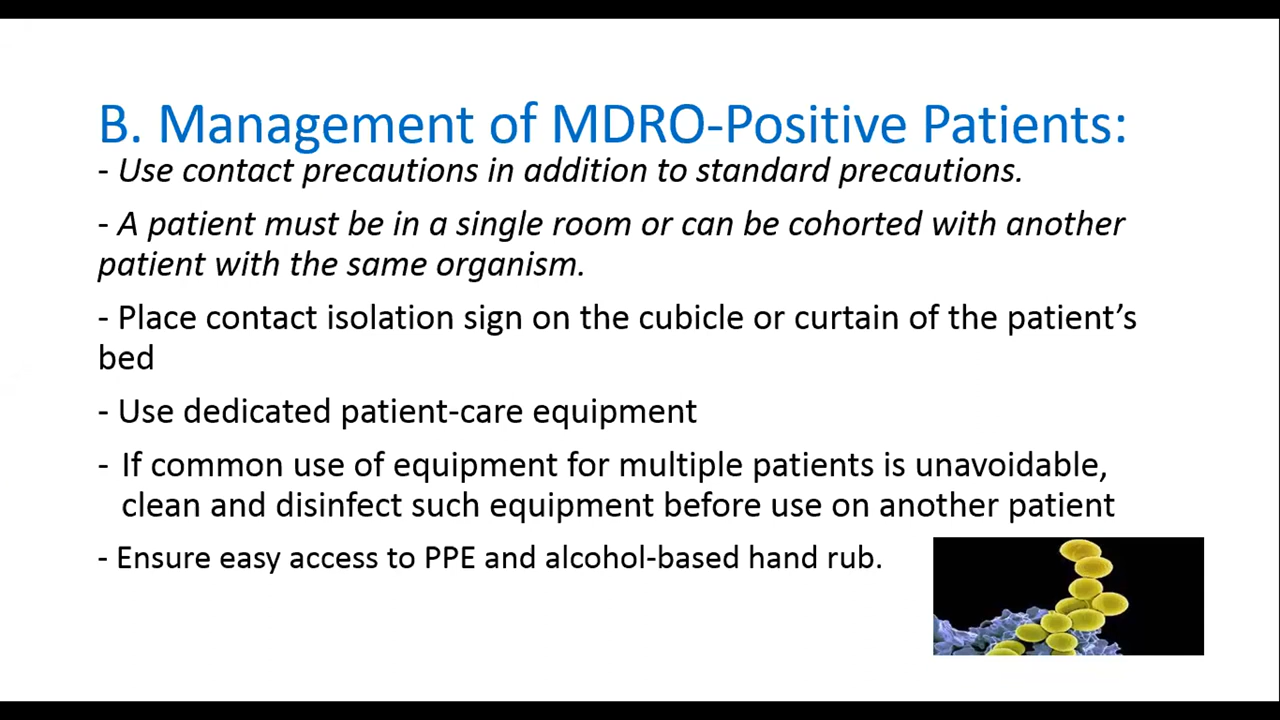 B. Management of MDRO-Positive Patients:
- Use contact precautions in addition to standard precautions.
- A patient must be in a single room or can be cohorted with another
patient with the same organism.
- Place contact isolation sign on the cubicle or curtain of the patient’s
bed
- Use dedicated patient-care equipment
- If common use of equipment for multiple patients is unavoidable,
clean and disinfect such equipment before use on another patient
- Ensure easy access to PPE and alcohol-based hand rub.